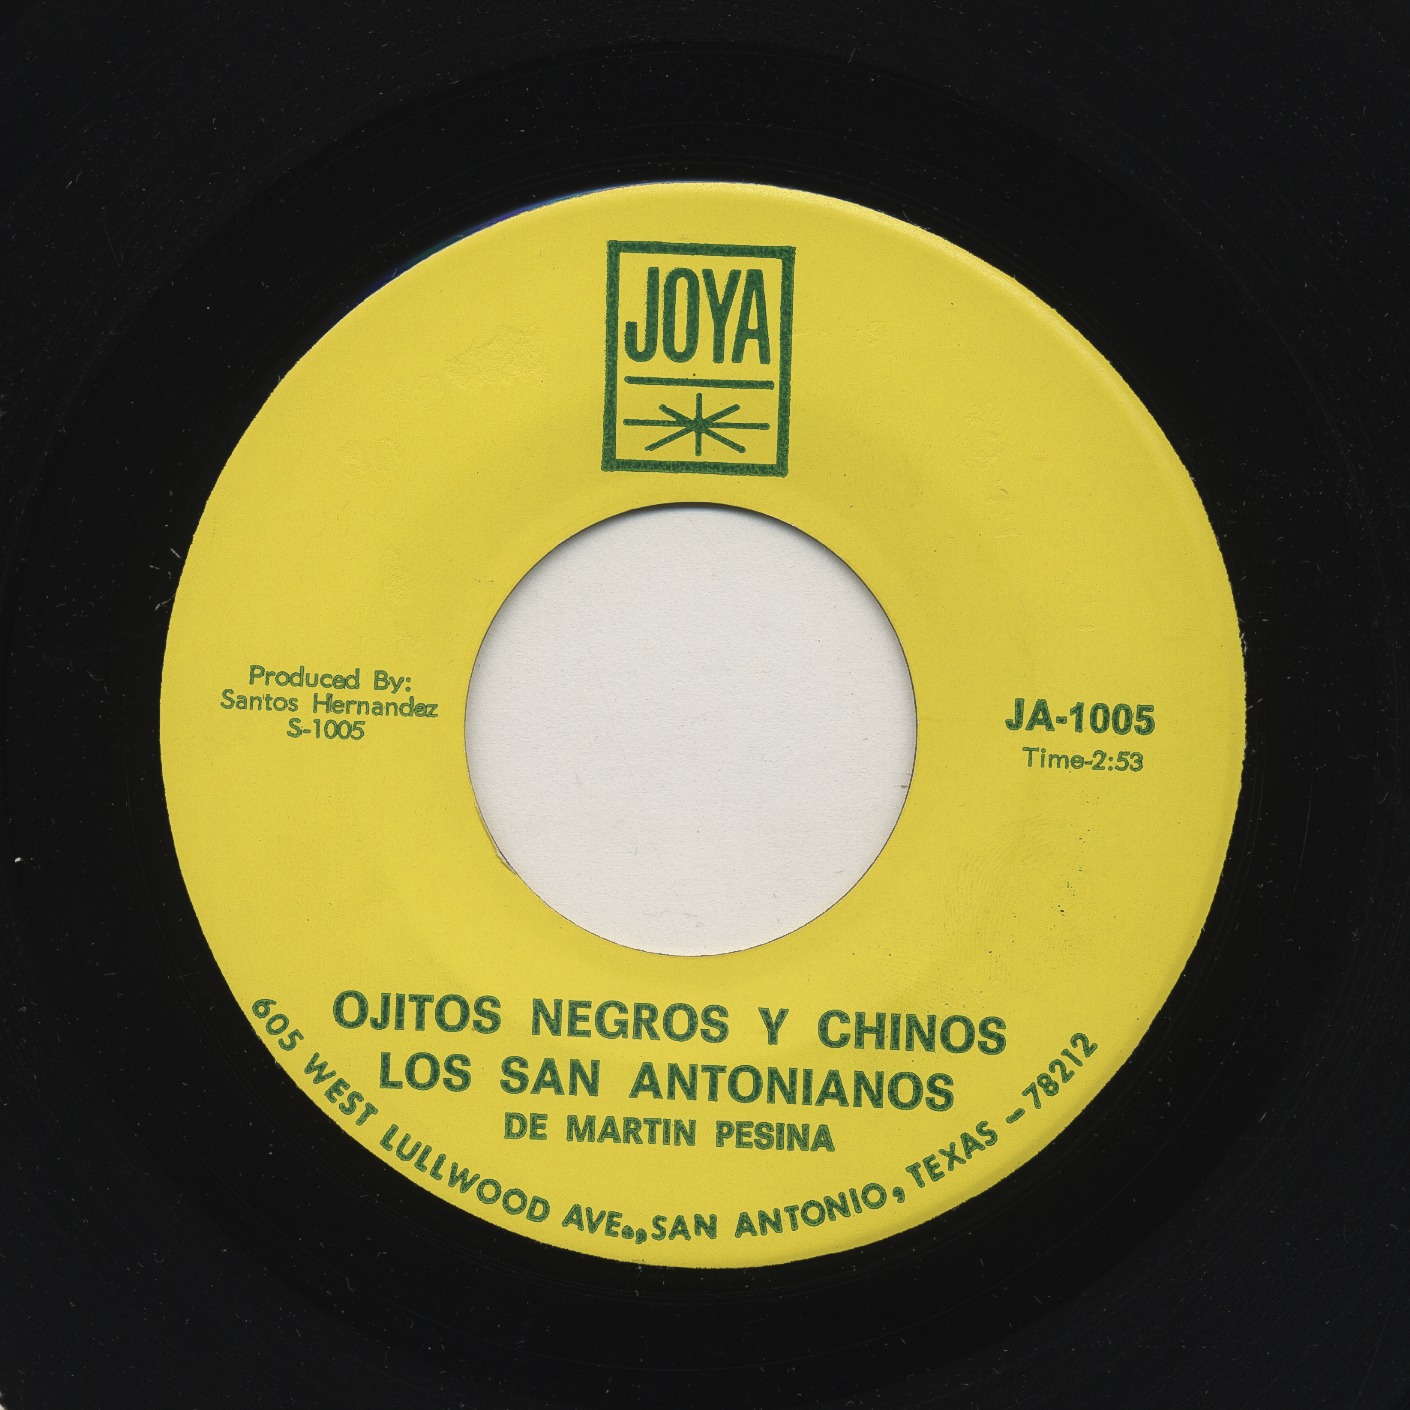 JOYA
Produced By:
Santos Hernandez
S-1005
JA-1005
Time-2:53
OJITOS NEGROS Y CHINOS
LOS SAN ANTONIANOS
DE MARTIN PESINA
605 WEST LULLWOOD AVE., SAN ANTONIO, TEXAS - 78212